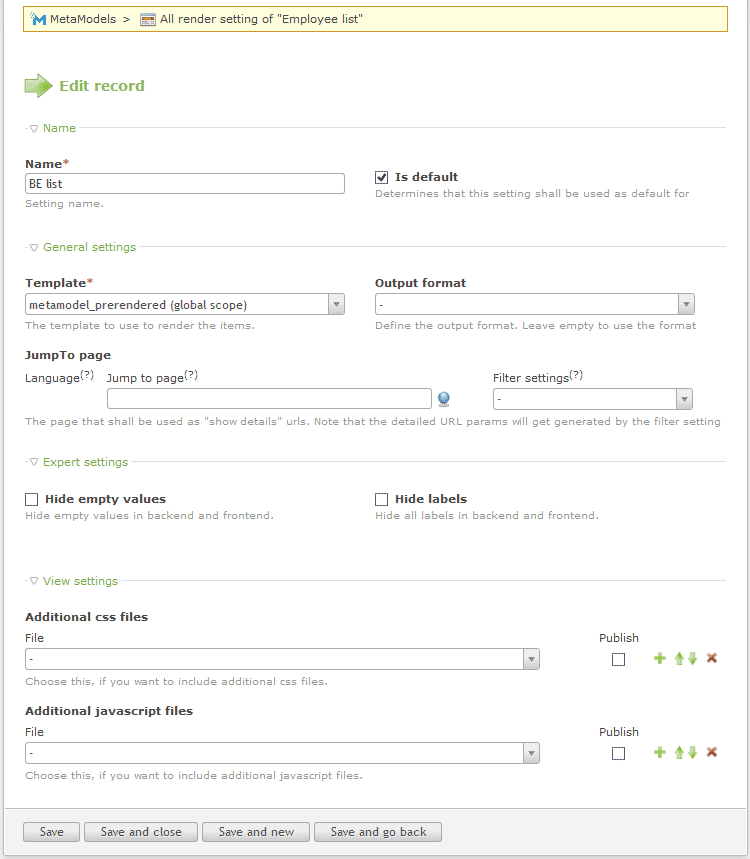 MetaModels > All render setting of "Employee list"
Edit record
Name
Name*
BE list
Setting name.
Is default
Determines that this setting shall be used as default for
General settings
Template*
metamodel_prerendered (global scope)
The template to use to render the items.
Output format
-
Define the output format. Leave empty to use the format
JumpTo page
Language(?) Jump to page(?) Filter settings(?)
-
The page that shall be used as "show details" urls. Note that the detailed URL params will get generated by the filter setting
Expert settings
Hide empty values
Hide empty values in backend and frontend.
Hide labels
Hide all labels in backend and frontend.
View settings
Additional css files
File Publish
-
Choose this, if you want to include additional css files.
Additional javascript files
File Publish
-
Choose this, if you want to include additional javascript files.
Save Save and close Save and new Save and go back